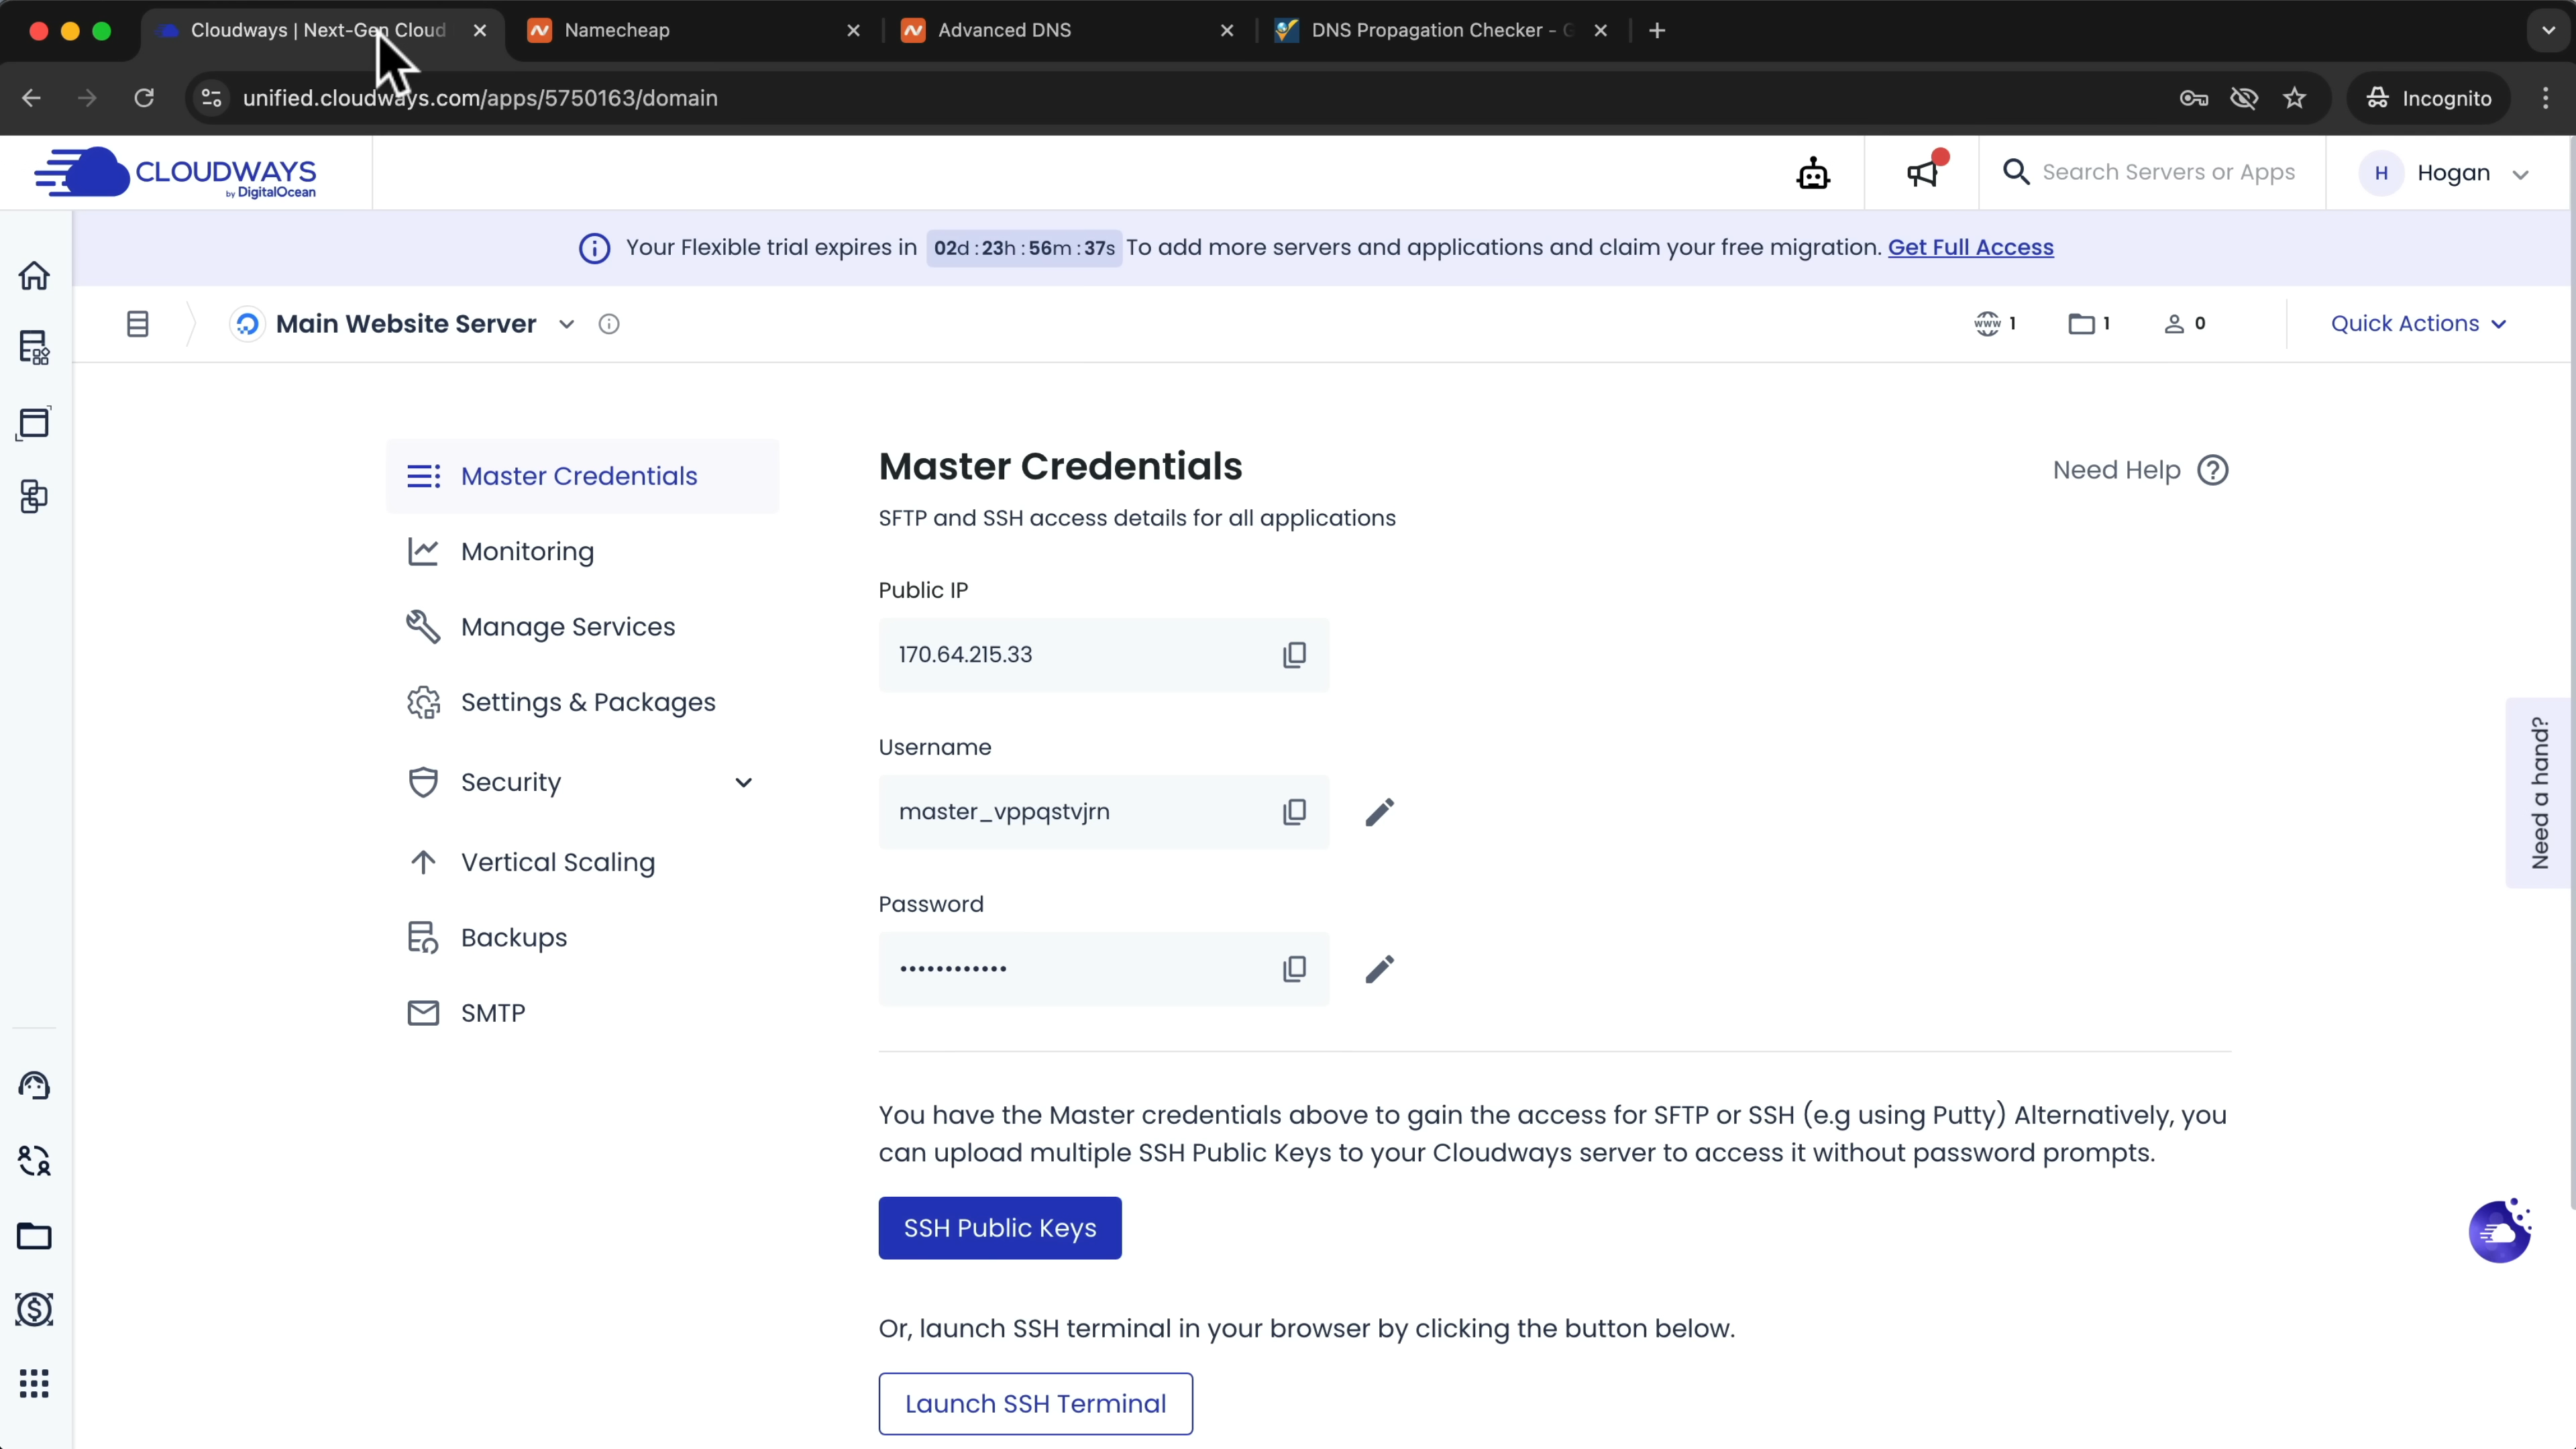 Cloudways | Next-Gen Cloud
Namecheap
Advanced DNS
DNS Propagation Checker - G
unified.cloudways.com/apps/5750163/domain
Incognito
CLOUDWAYS
by DigitalOcean
Search Servers or Apps
H
Hogan
Your Flexible trial expires in 02d : 23h : 56m : 37s To add more servers and applications and claim your free migration. Get Full Access
Main Website Server
www 1
1
0
Quick Actions
Master Credentials
Monitoring
Manage Services
Settings & Packages
Security
Vertical Scaling
Backups
SMTP
Master Credentials
Need Help
SFTP and SSH access details for all applications
Public IP
170.64.215.33
Username
master_vppqstvjrn
Password
••••••••••••
You have the Master credentials above to gain the access for SFTP or SSH (e.g using Putty) Alternatively, you
can upload multiple SSH Public Keys to your Cloudways server to access it without password prompts.
SSH Public Keys
Or, launch SSH terminal in your browser by clicking the button below.
Launch SSH Terminal
Need a hand?